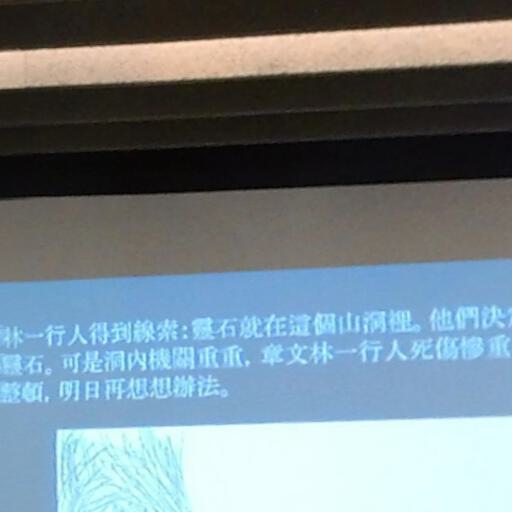 林一行人得到線索:靈石就在這個山洞裡。他們決定
靈石。可是洞內機關重重,章文林一行人死傷慘重
整頓,明日再想想辦法。